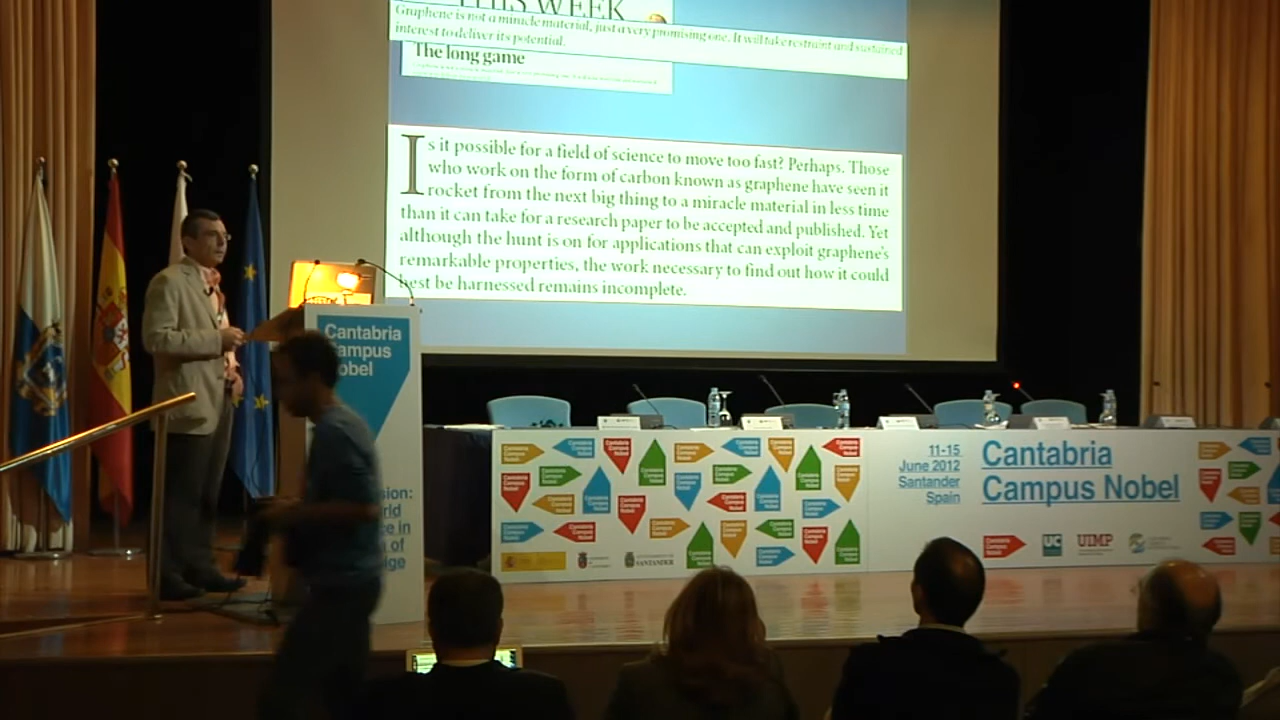 THIS WEEK
Graphene is not a miracle material, just a very promising one. It will take restraint and sustained
interest to deliver its potential.
The long game
Is it possible for a field of science to move too fast? Perhaps. Those
who work on the form of carbon known as graphene have seen it
rocket from the next big thing to a miracle material in less time
than it can take for a research paper to be accepted and published. Yet
although the hunt is on for applications that can exploit graphene's
remarkable properties, the work necessary to find out how it could
best be harnessed remains incomplete.
Cantabria
Campus
Nobel
11-15
June 2012
Santander
Spain
Cantabria
Campus Nobel
UC
UIMP
SANTANDER